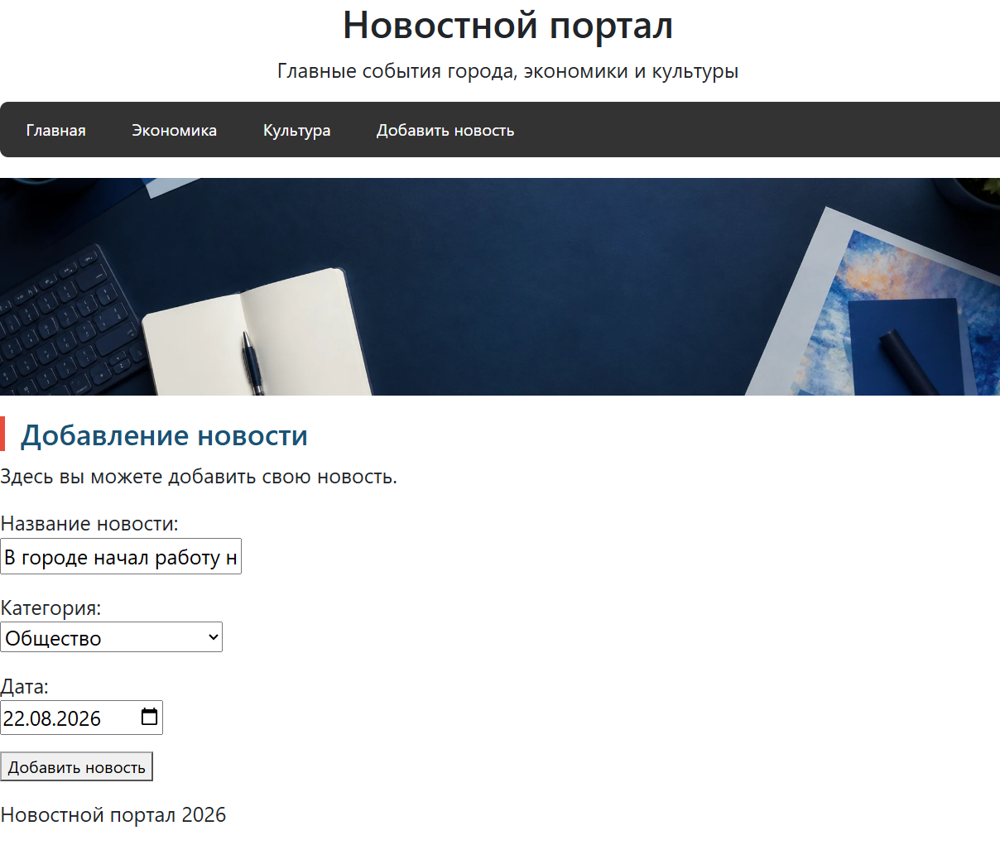 Новостной портал
Главные события города, экономики и культуры
Главная Экономика Культура Добавить новость
Добавление новости
Здесь вы можете добавить свою новость.
Название новости:
В городе начал работу н
Категория:
Общество
Дата:
22.08.2026
Добавить новость
Новостной портал 2026